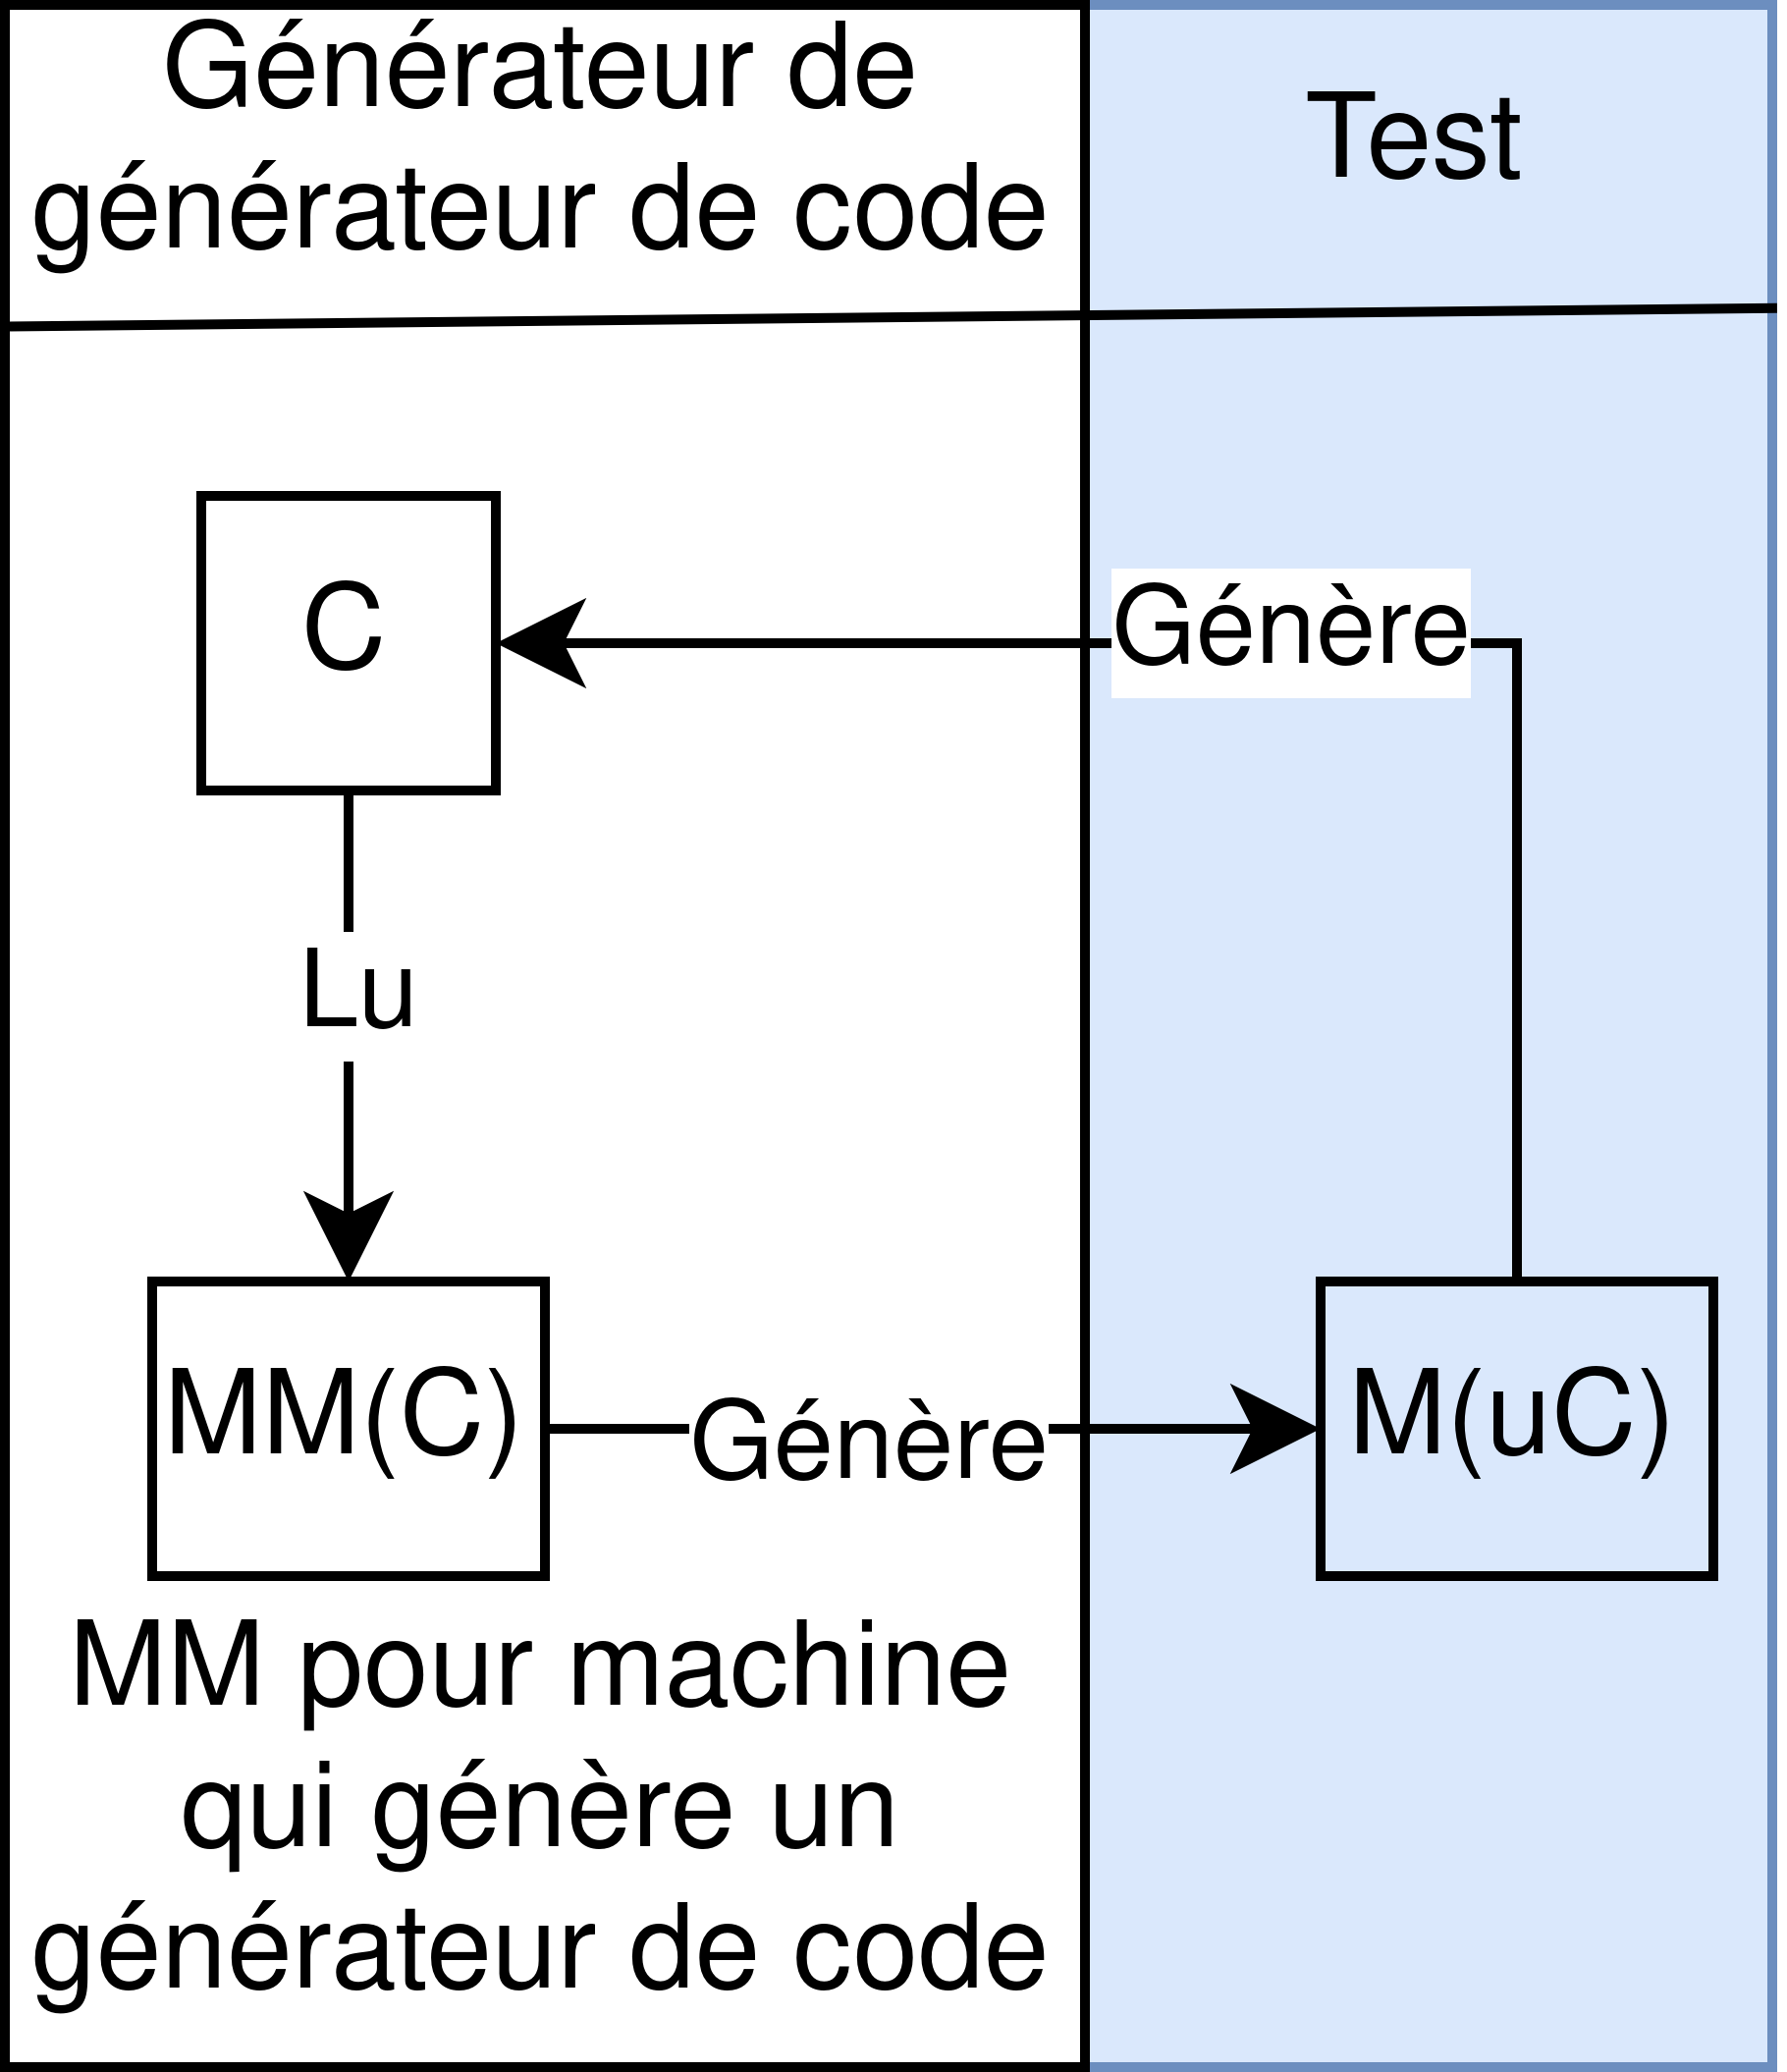 Générateur de
générateur de code
Test
C
Génère
Lu
MM(C)
Génère
M(uC)
MM pour machine
qui génère un
générateur de code